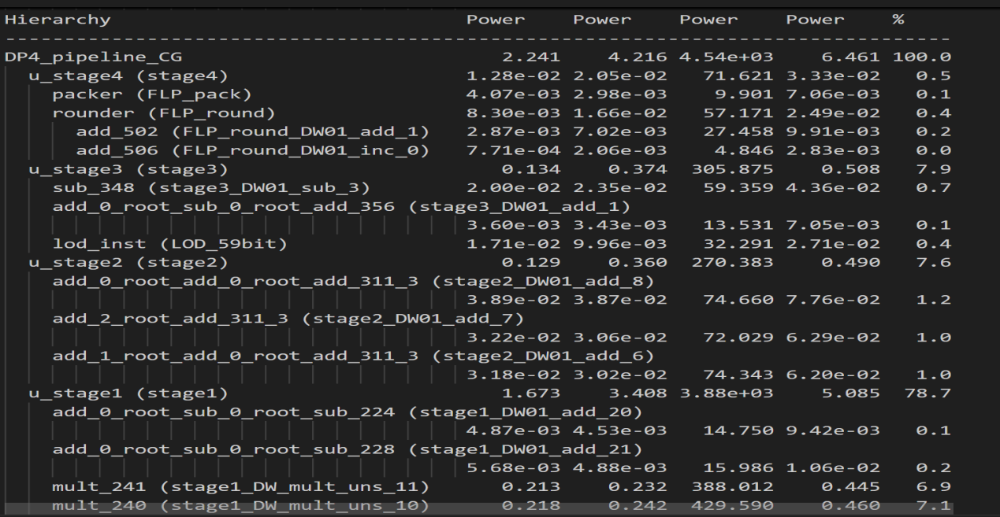 Hierarchy Power Power Power Power %
--------------------------------------------------------------------------------
DP4_pipeline_CG 2.241 4.216 4.54e+03 6.461 100.0
u_stage4 (stage4) 1.28e-02 2.05e-02 71.621 3.33e-02 0.5
packer (FLP_pack) 4.07e-03 2.98e-03 9.901 7.06e-03 0.1
rounder (FLP_round) 8.30e-03 1.66e-02 57.171 2.49e-02 0.4
add_502 (FLP_round_DW01_add_1) 2.87e-03 7.02e-03 27.458 9.91e-03 0.2
add_506 (FLP_round_DW01_inc_0) 7.71e-04 2.06e-03 4.846 2.83e-03 0.0
u_stage3 (stage3) 0.134 0.374 305.875 0.508 7.9
sub_348 (stage3_DW01_sub_3) 2.00e-02 2.35e-02 59.359 4.36e-02 0.7
add_0_root_sub_0_root_add_356 (stage3_DW01_add_1)
3.60e-03 3.43e-03 13.531 7.05e-03 0.1
lod_inst (LOD_59bit) 1.71e-02 9.96e-03 32.291 2.71e-02 0.4
u_stage2 (stage2) 0.129 0.360 270.383 0.490 7.6
add_0_root_add_0_root_add_311_3 (stage2_DW01_add_8)
3.89e-02 3.87e-02 74.660 7.76e-02 1.2
add_2_root_add_311_3 (stage2_DW01_add_7)
3.22e-02 3.06e-02 72.029 6.29e-02 1.0
add_1_root_add_0_root_add_311_3 (stage2_DW01_add_6)
3.18e-02 3.02e-02 74.343 6.20e-02 1.0
u_stage1 (stage1) 1.673 3.408 3.88e+03 5.085 78.7
add_0_root_sub_0_root_sub_224 (stage1_DW01_add_20)
4.87e-03 4.53e-03 14.750 9.42e-03 0.1
add_0_root_sub_0_root_sub_228 (stage1_DW01_add_21)
5.68e-03 4.88e-03 15.986 1.06e-02 0.2
mult_241 (stage1_DW_mult_uns_11) 0.213 0.232 388.012 0.445 6.9
mult_240 (stage1_DW_mult_uns_10) 0.218 0.242 429.590 0.460 7.1